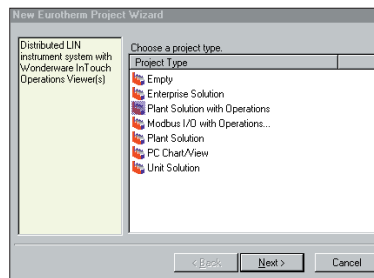 New Eurotherm Project Wizard
Distributed LIN
instrument system with
Wonderware InTouch
Operations Viewer(s)
Choose a project type.
Project Type
Empty
Enterprise Solution
Plant Solution with Operations
Modbus I/O with Operations...
Plant Solution
PC Chart/View
Unit Solution
< Back
Next >
Cancel